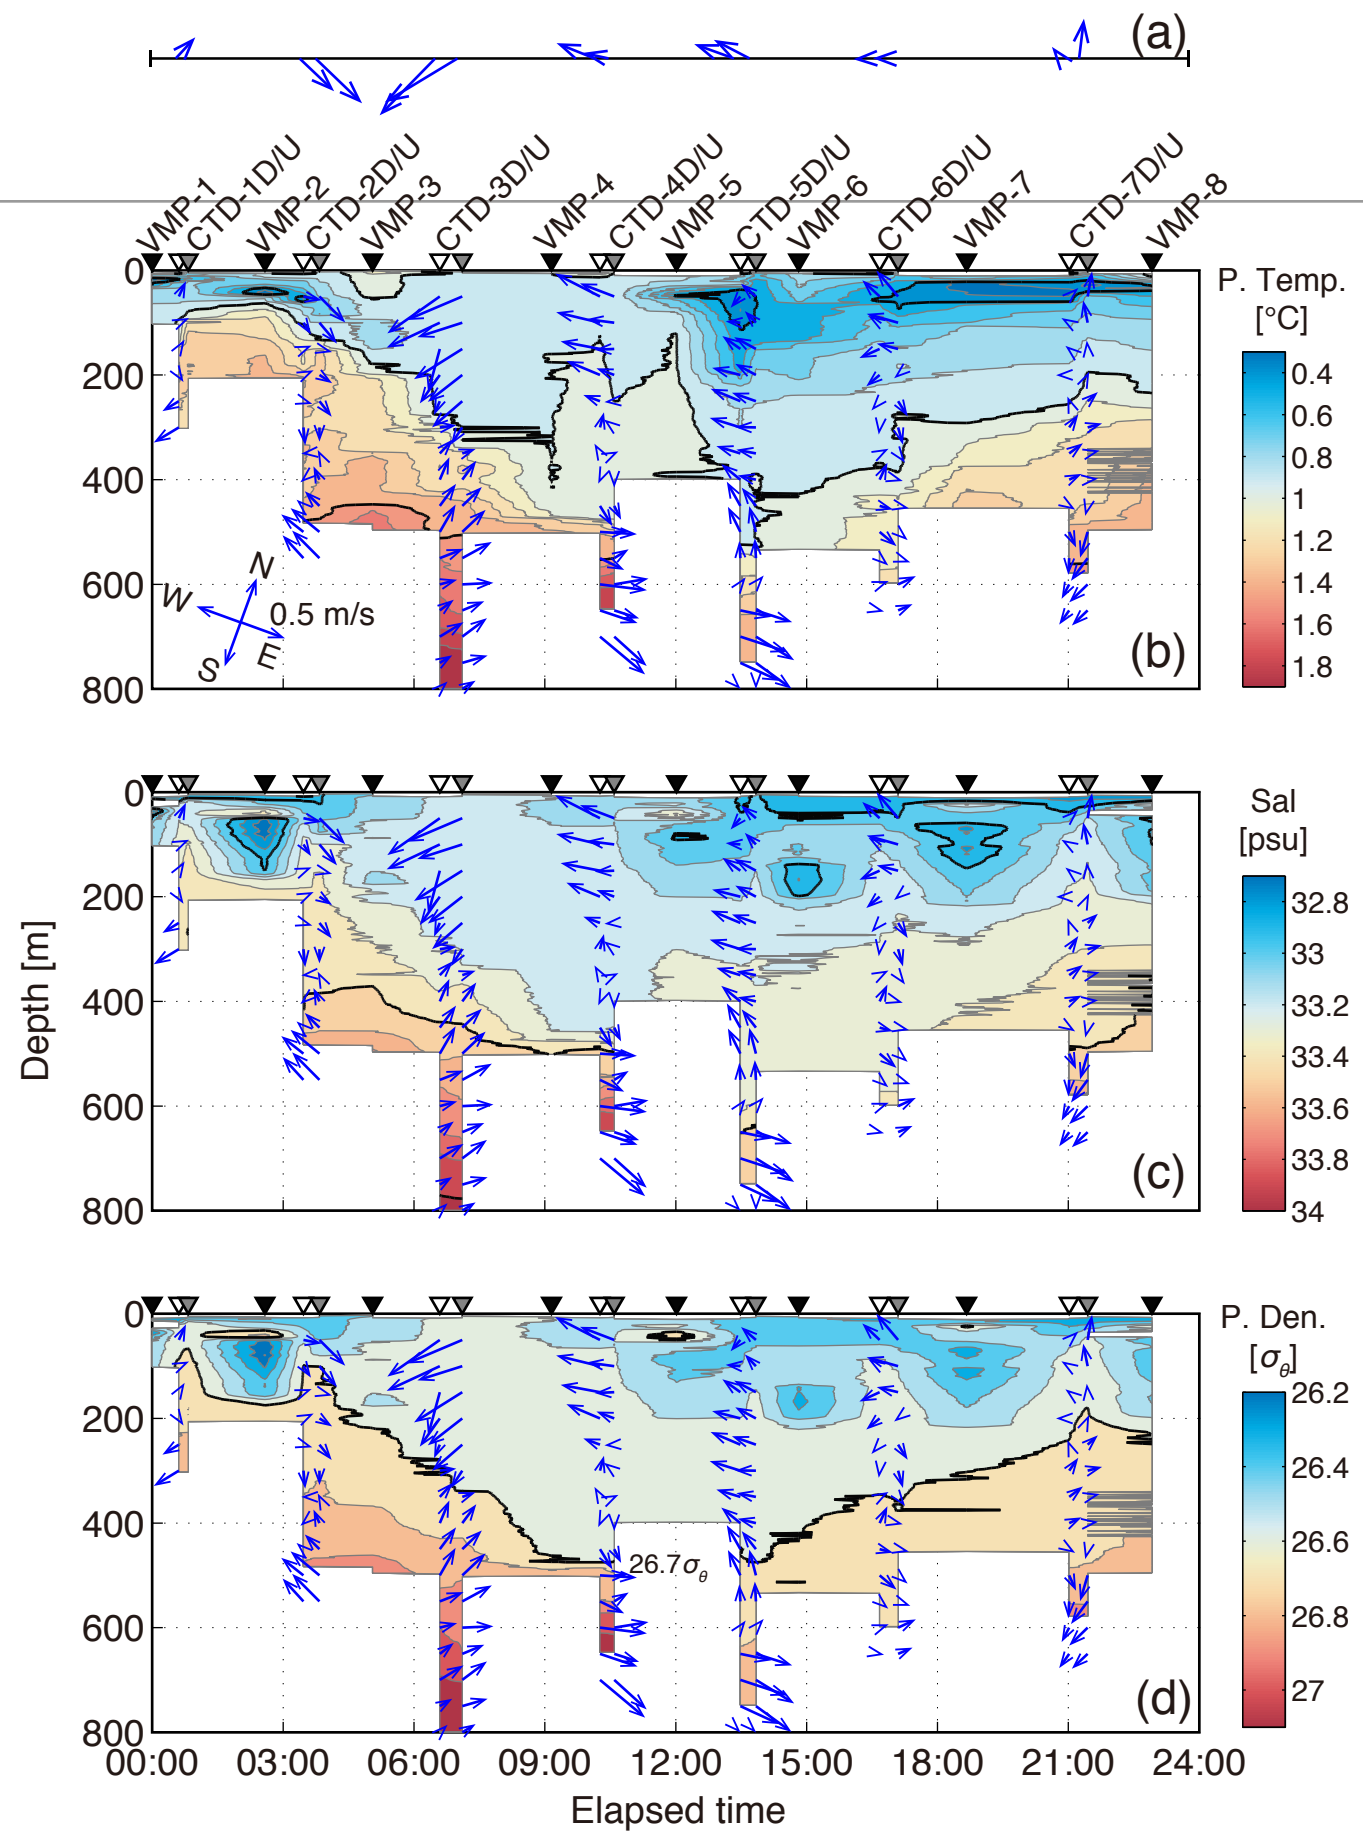 (a)
VMP-1 CTD-1D/U VMP-2 CTD-2D/U VMP-3 CTD-3D/U VMP-4 CTD-4D/U VMP-5 CTD-5D/U VMP-6 CTD-6D/U VMP-7 CTD-7D/U VMP-8
0
200
400
600
800
N
W
S
E
0.5 m/s
(b)
P. Temp.
[°C]
0.4
0.6
0.8
1
1.2
1.4
1.6
1.8
Depth [m]
0
200
400
600
800
(c)
Sal
[psu]
32.8
33
33.2
33.4
33.6
33.8
34
0
200
400
600
800
26.7σθ
(d)
P. Den.
[σθ]
26.2
26.4
26.6
26.8
27
00:00 03:00 06:00 09:00 12:00 15:00 18:00 21:00 24:00
Elapsed time